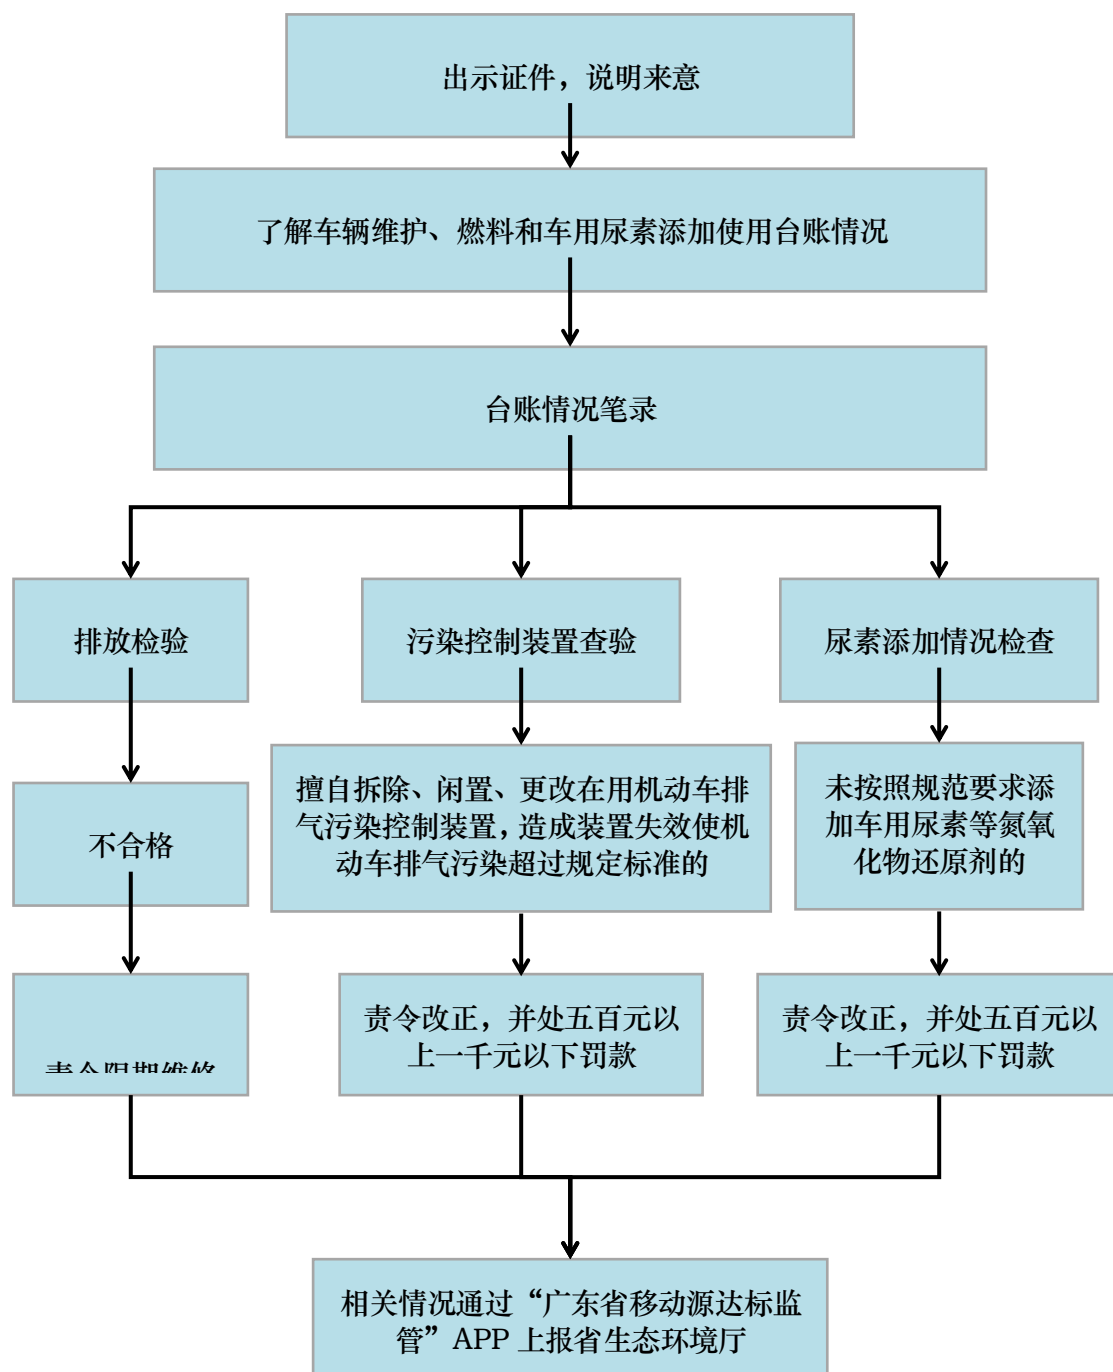 出示证件，说明来意
了解车辆维护、燃料和车用尿素添加使用台账情况
台账情况笔录
排放检验
污染控制装置查验
尿素添加情况检查
不合格
擅自拆除、闲置、更改在用机动车排
气污染控制装置，造成装置失效使机
动车排气污染超过规定标准的
未按照规范要求添
加车用尿素等氮氧
化物还原剂的
责令限期维修
责令改正，并处五百元以
上一千元以下罚款
责令改正，并处五百元以
上一千元以下罚款
相关情况通过“广东省移动源达标监
管”APP 上报省生态环境厅